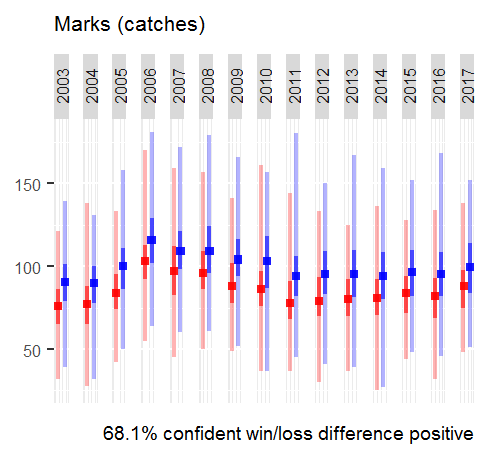 Marks (catches)
2003 2004 2005 2006 2007 2008 2009 2010 2011 2012 2013 2014 2015 2016 2017
150
100
50
68.1% confident win/loss difference positive